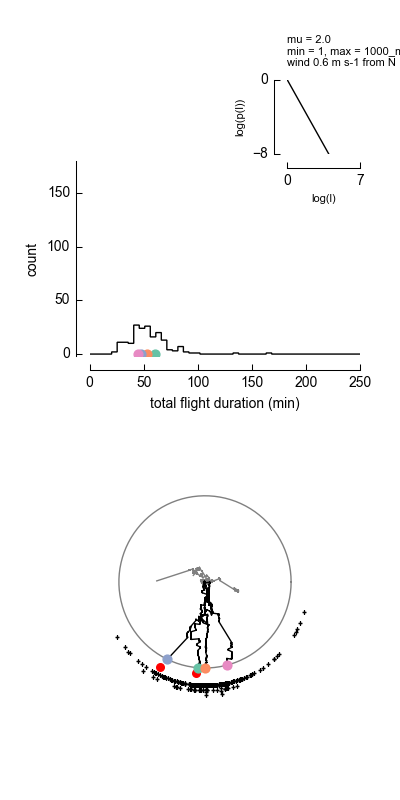 mu = 2.0
min = 1, max = 1000_m
wind 0.6 m s-1 from N
0
log(p(l))
−8
0 7
log(l)
150
100
50
0
count
0 50 100 150 200 250
total flight duration (min)